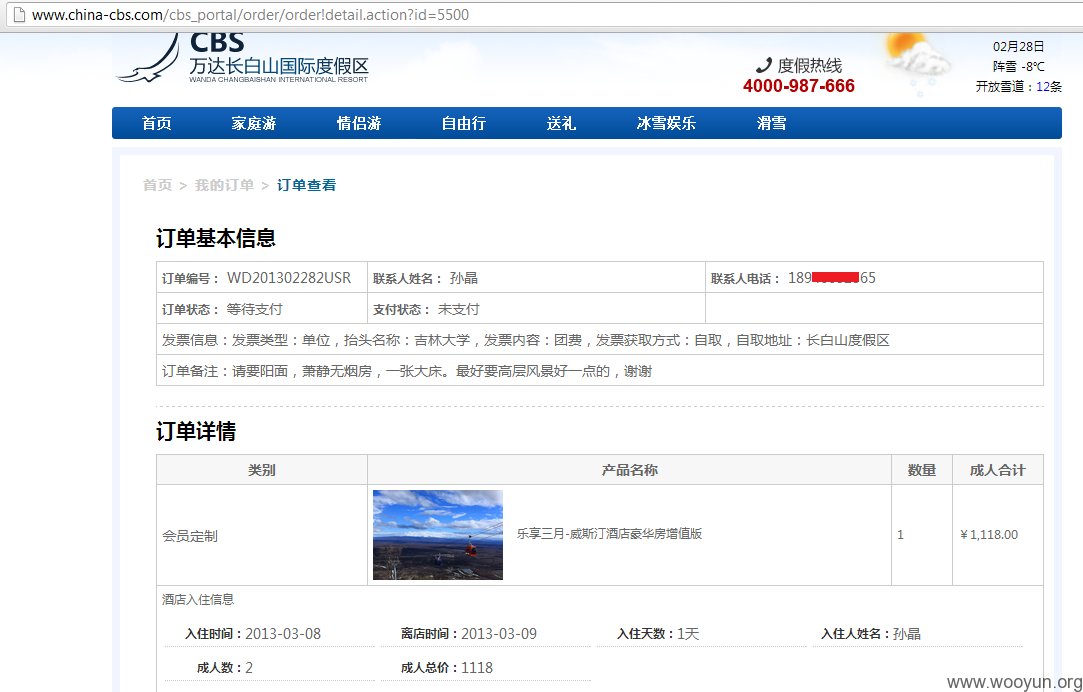 www.china-cbs.com/cbs_portal/order/order!detail.action?id=5500
CBS
万达长白山国际度假区
WANDA CHANGBAISHAN INTERNATIONAL RESORT
度假热线
4000-987-666
02月28日
阵雪 -8℃
开放雪道：12条
首页 家庭游 情侣游 自由行 送礼 冰雪娱乐 滑雪
首页 > 我的订单 > 订单查看
订单基本信息
订单编号： WD201302282USR 联系人姓名： 孙晶 联系人电话： 189 65
订单状态： 等待支付 支付状态： 未支付
发票信息：发票类型：单位，抬头名称：吉林大学，发票内容：团费，发票获取方式：自取，自取地址：长白山度假区
订单备注：请要阳面，萧静无烟房，一张大床。最好要高层风景好一点的，谢谢
订单详情
类别 产品名称 数量 成人合计
会员定制 乐享三月-威斯汀酒店豪华房增值版 1 ￥1,118.00
酒店入住信息
入住时间：2013-03-08 离店时间：2013-03-09 入住天数：1天 入住人姓名：孙晶
成人数：2 成人总价：1118
www.wooyun.org